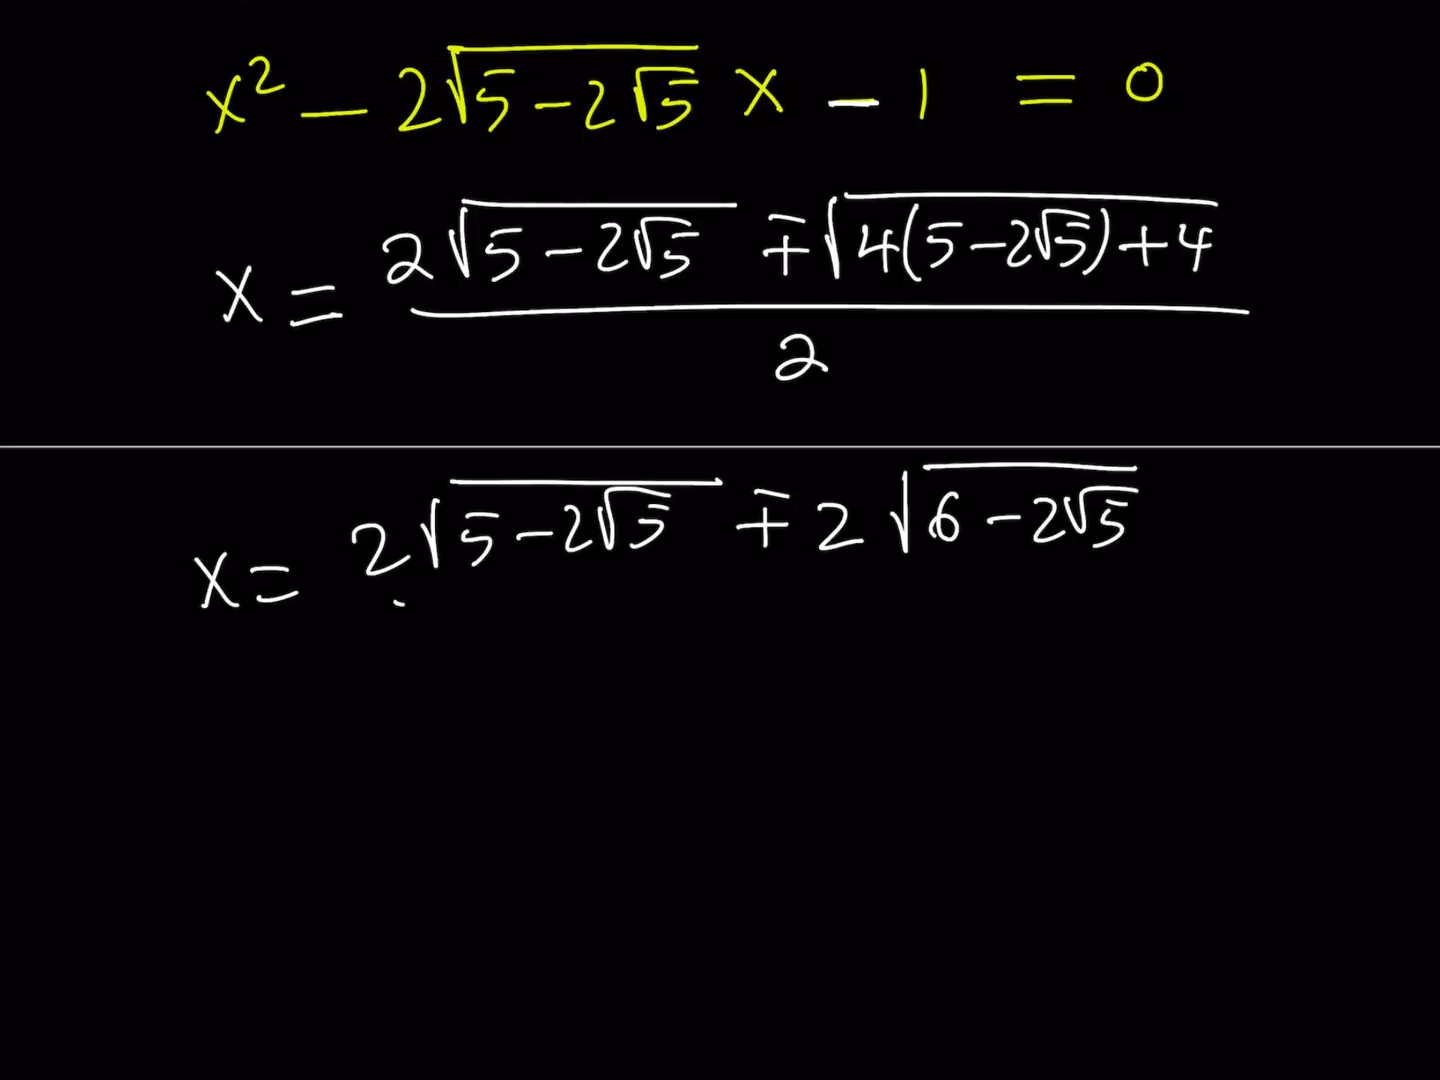 x² − 2√(5−2√5) x − 1 = 0
x = (2√(5−2√5) ∓ √(4(5−2√5)+4)) / 2
x = 2√(5−2√5) ∓ 2√(6−2√5)